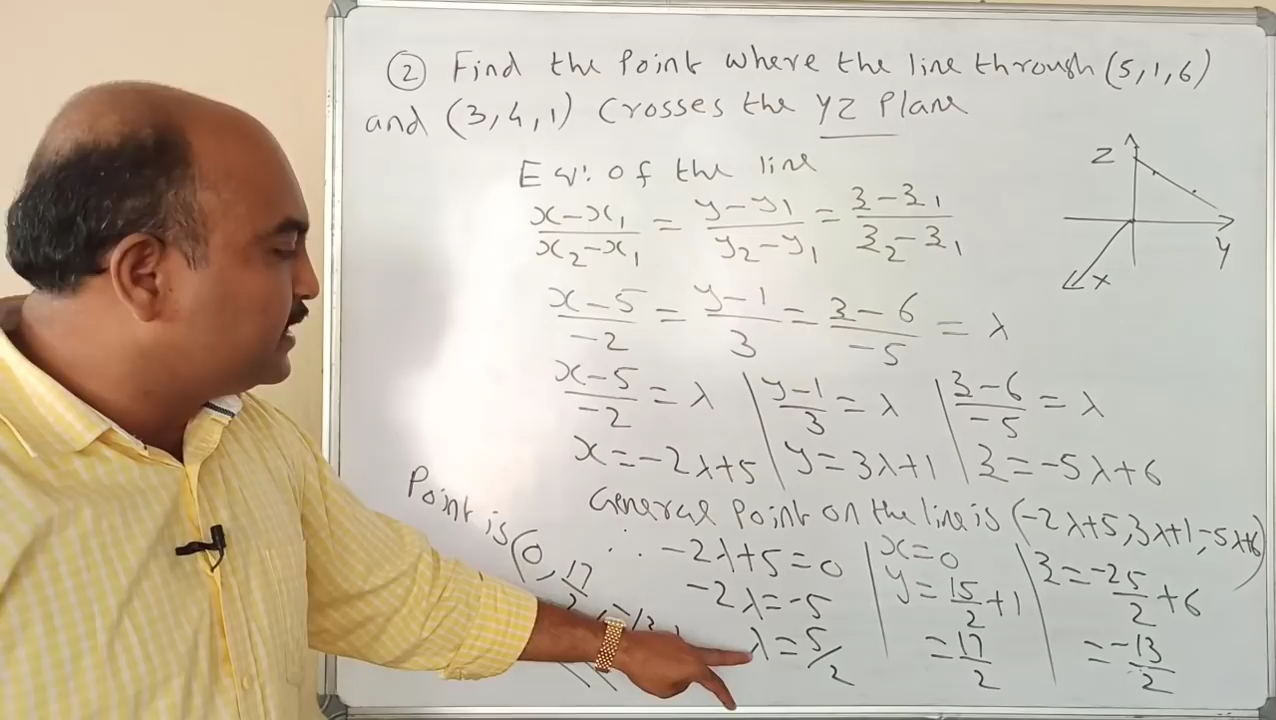 ② Find the Point where the line through (5,1,6)
and (3,4,1) Crosses the YZ Plane
Eqⁿ: of the line
(x-x₁)/(x₂-x₁) = (y-y₁)/(y₂-y₁) = (z-z₁)/(z₂-z₁)
(x-5)/-2 = (y-1)/3 = (z-6)/-5 = λ
(x-5)/-2 = λ | (y-1)/3 = λ | (z-6)/-5 = λ
x=-2λ+5 | y=3λ+1 | z=-5λ+6
General Point on the line is (-2λ+5,3λ+1,-5λ+6)
∴ -2λ+5=0 | x=0 | z=-25/2+6
-2λ=-5 | y=15/2+1
λ=5/2 | =17/2 | =-13/2
Point is (0, 17/2,
Z
Y
X